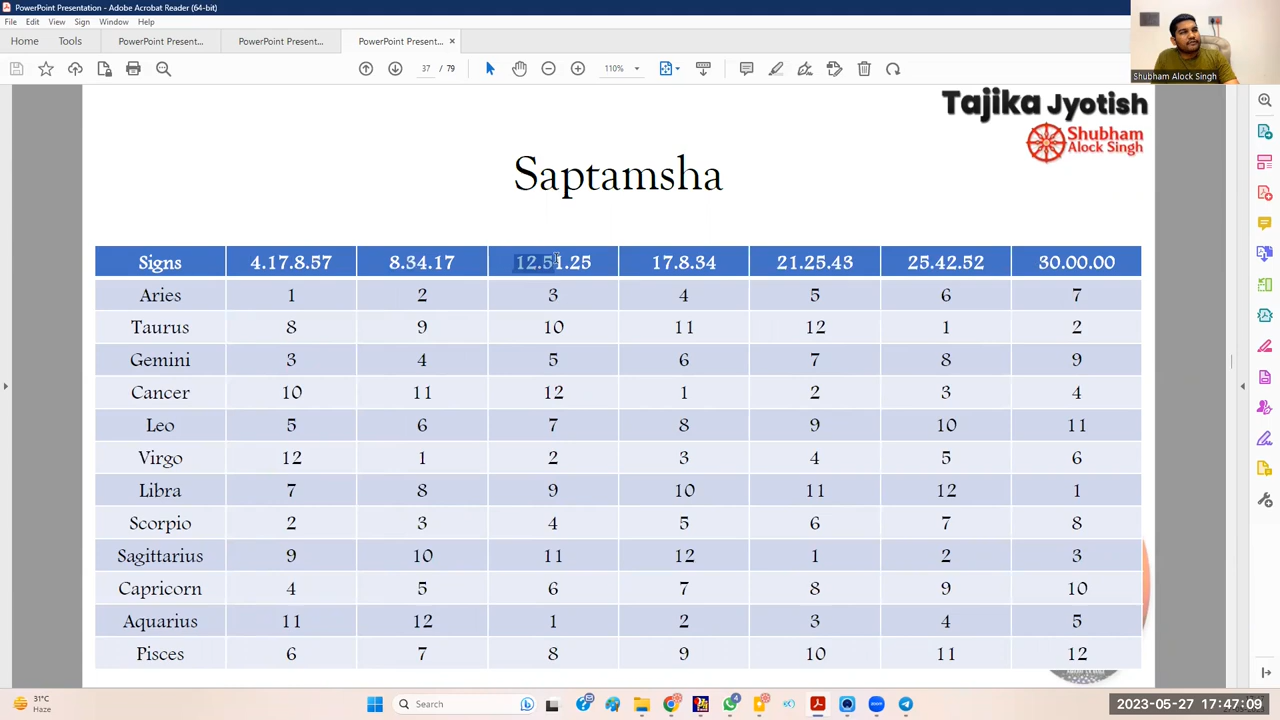 PowerPoint Presentation - Adobe Acrobat Reader (64-bit)
File Edit View Sign Window Help
Home Tools PowerPoint Present... PowerPoint Present... PowerPoint Present... ×
37 / 79 110%
Shubham Alock Singh
Tajika Jyotish
Shubham
Alock Singh
Saptamsha
Signs 4.17.8.57 8.34.17 12.51.25 17.8.34 21.25.43 25.42.52 30.00.00
Aries 1 2 3 4 5 6 7
Taurus 8 9 10 11 12 1 2
Gemini 3 4 5 6 7 8 9
Cancer 10 11 12 1 2 3 4
Leo 5 6 7 8 9 10 11
Virgo 12 1 2 3 4 5 6
Libra 7 8 9 10 11 12 1
Scorpio 2 3 4 5 6 7 8
Sagittarius 9 10 11 12 1 2 3
Capricorn 4 5 6 7 8 9 10
Aquarius 11 12 1 2 3 4 5
Pisces 6 7 8 9 10 11 12
31°C
Haze
Search
4
2023-05-27 17:47:09